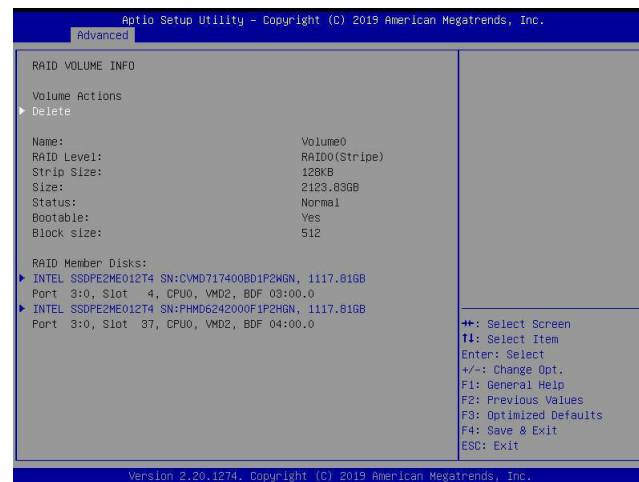 Aptio Setup Utility – Copyright (C) 2019 American Megatrends, Inc.
Advanced
RAID VOLUME INFO
Volume Actions
Delete
Name: Volume0
RAID Level: RAID0(Stripe)
Strip Size: 128KB
Size: 2123.83GB
Status: Normal
Bootable: Yes
Block size: 512
RAID Member Disks:
INTEL SSDPE2ME012T4 SN:CVMD717400BD1P2WGN, 1117.81GB
Port 3:0, Slot 4, CPU0, VMD2, BDF 03:00.0
INTEL SSDPE2ME012T4 SN:PHMD6242000F1P2HGN, 1117.81GB
Port 3:0, Slot 37, CPU0, VMD2, BDF 04:00.0
→←: Select Screen
↑↓: Select Item
Enter: Select
+/-: Change Opt.
F1: General Help
F2: Previous Values
F3: Optimized Defaults
F4: Save & Exit
ESC: Exit
Version 2.20.1274. Copyright (C) 2019 American Megatrends, Inc.